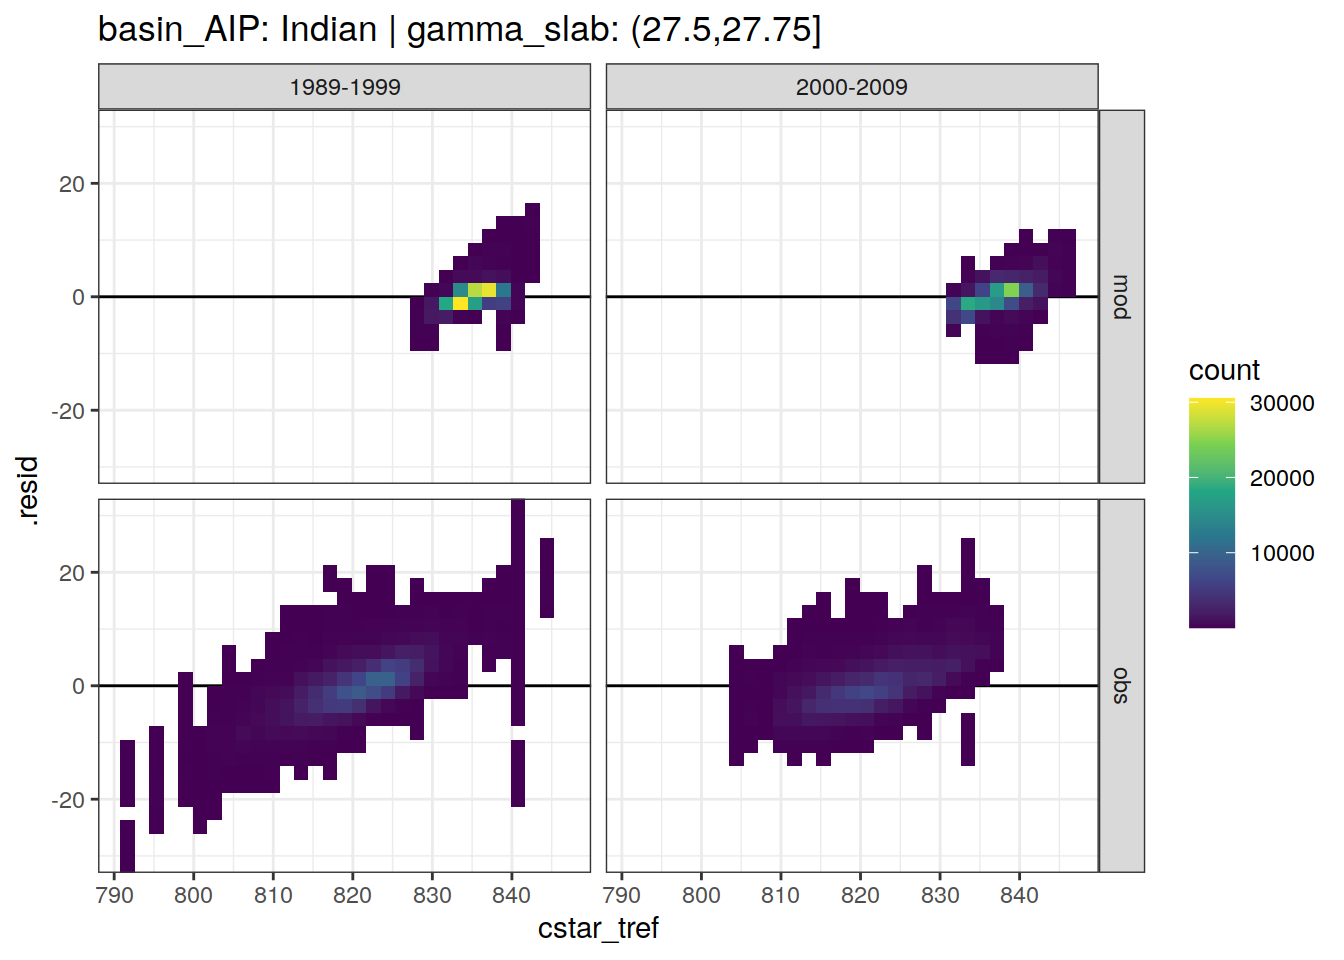 basin_AIP: Indian | gamma_slab: (27.5,27.75]
1989-1999
2000-2009
20
0
-20
mod
20
0
-20
obs
.resid
790 800 810 820 830 840
790 800 810 820 830 840
cstar_tref
count
30000
20000
10000